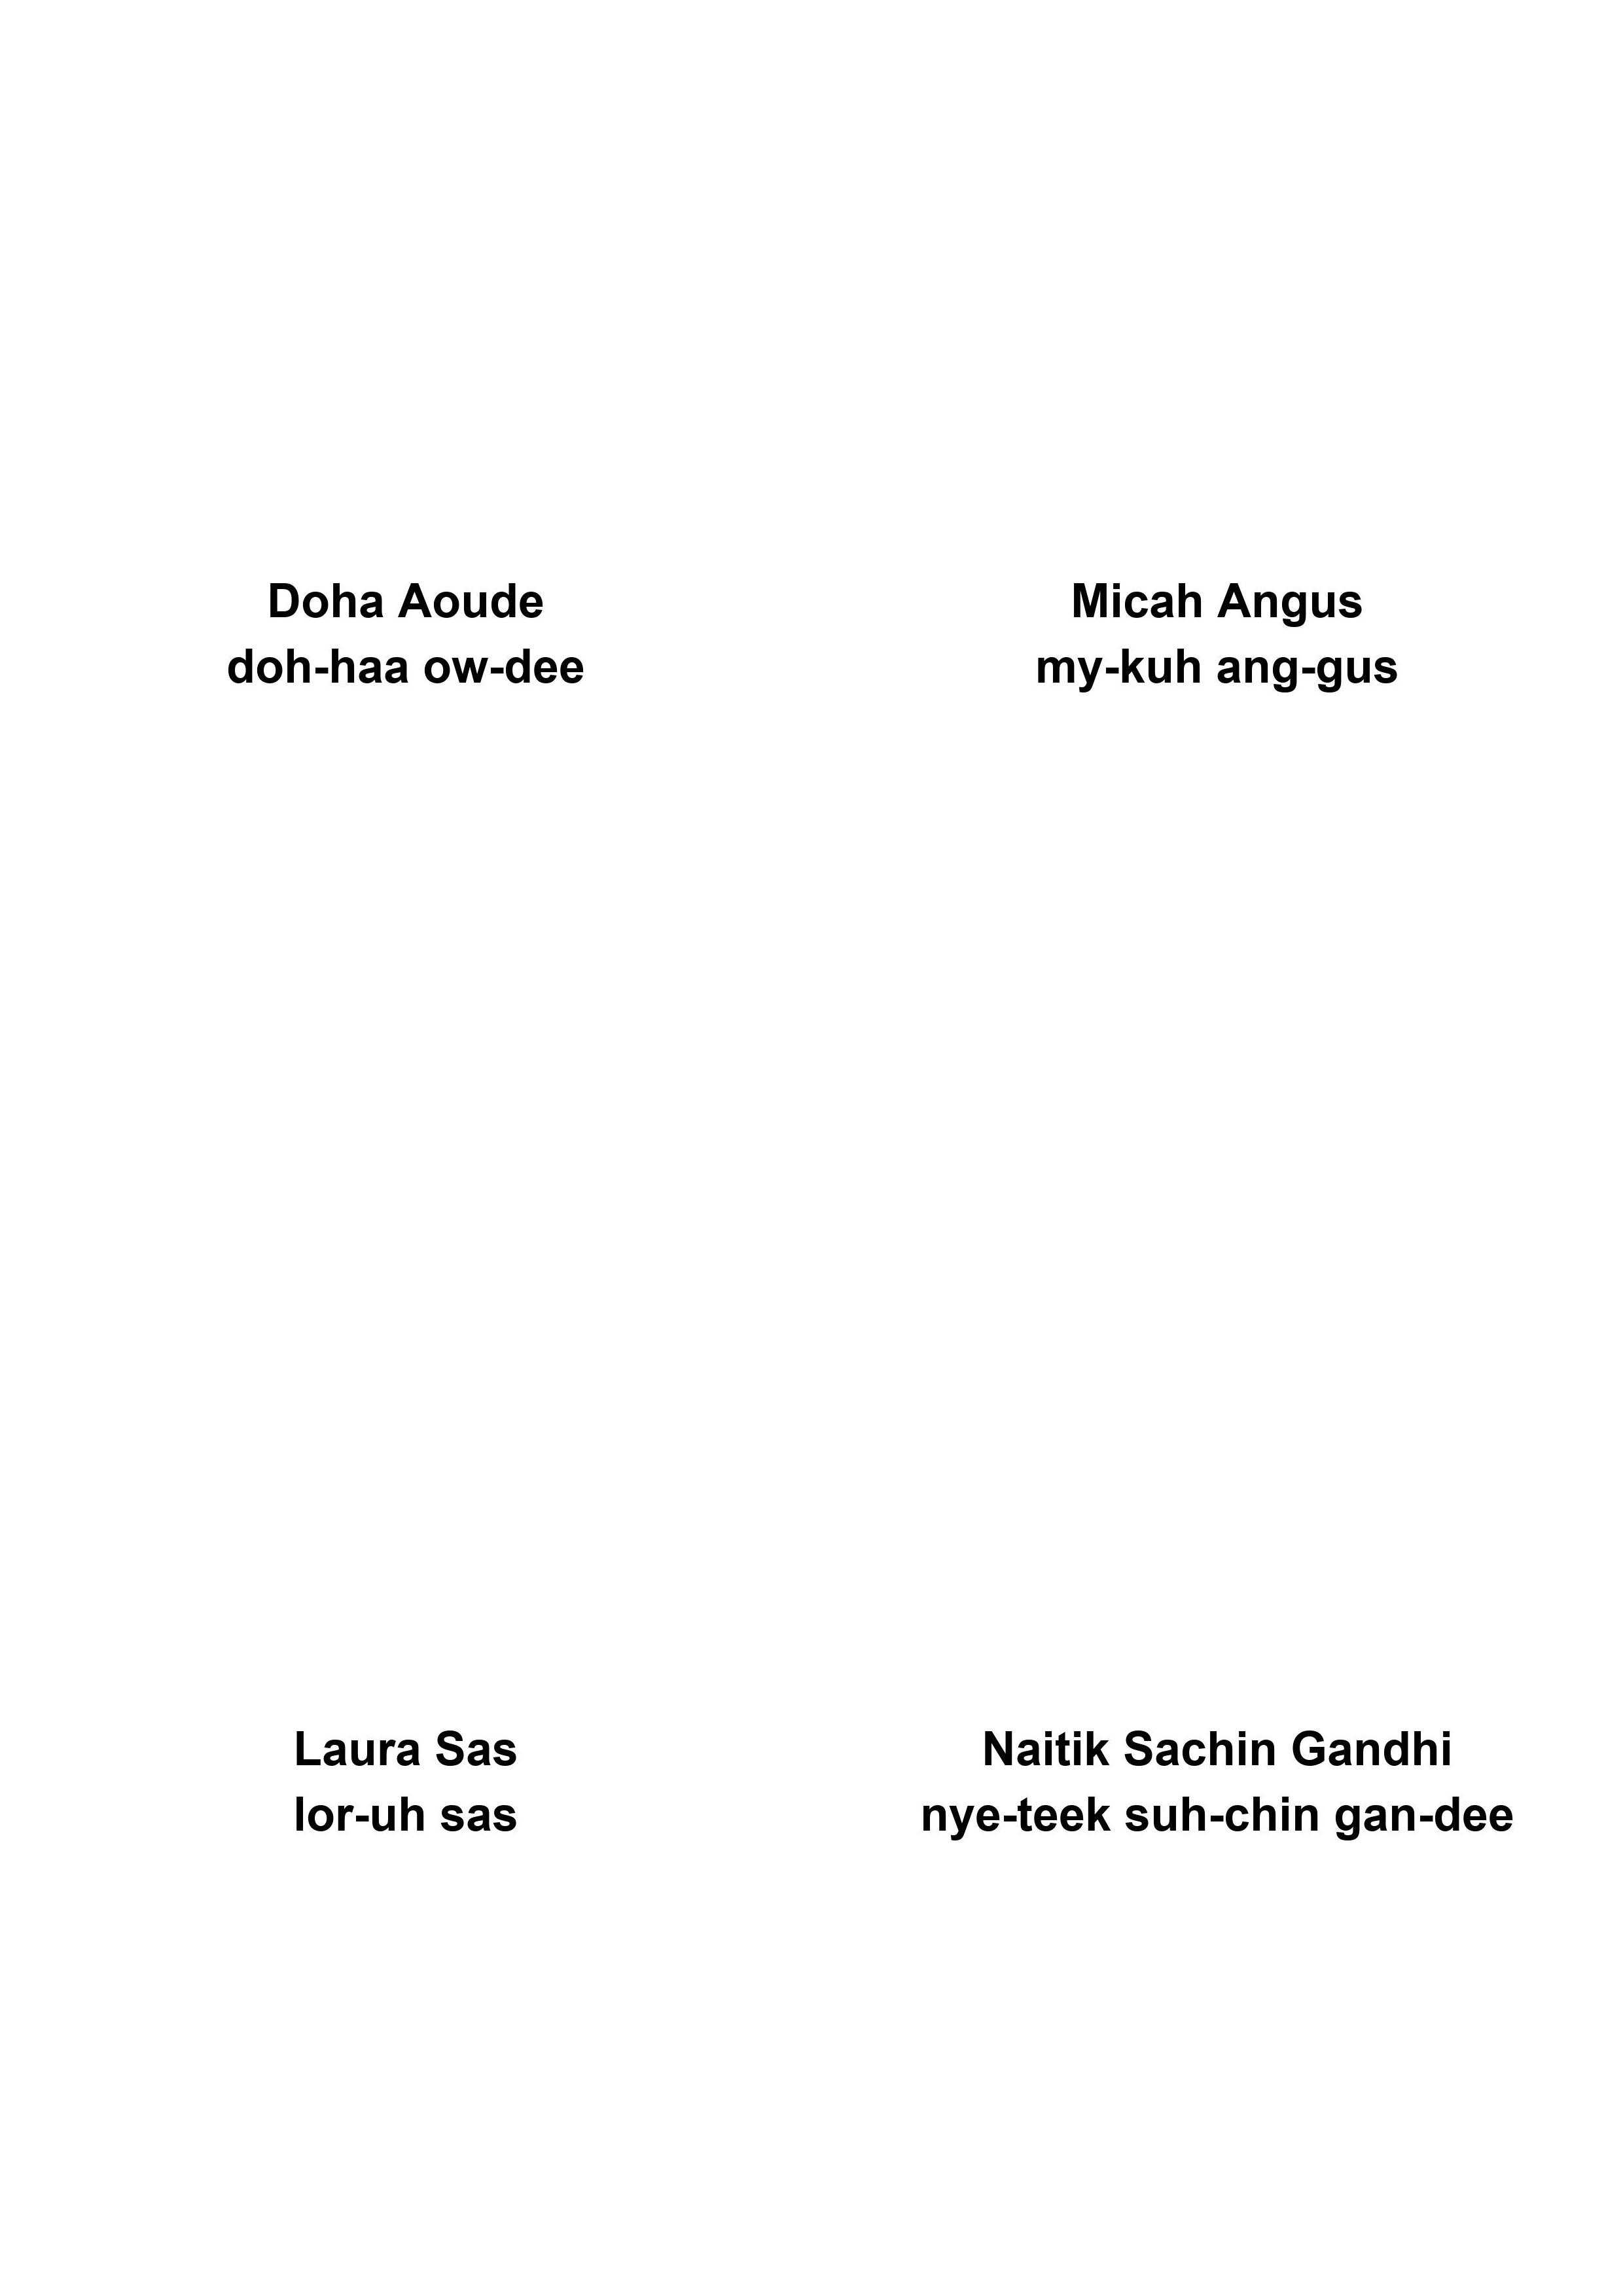 Doha Aoude
doh-haa ow-dee
Micah Angus
my-kuh ang-gus
Laura Sas
lor-uh sas
Naitik Sachin Gandhi
nye-teek suh-chin gan-dee